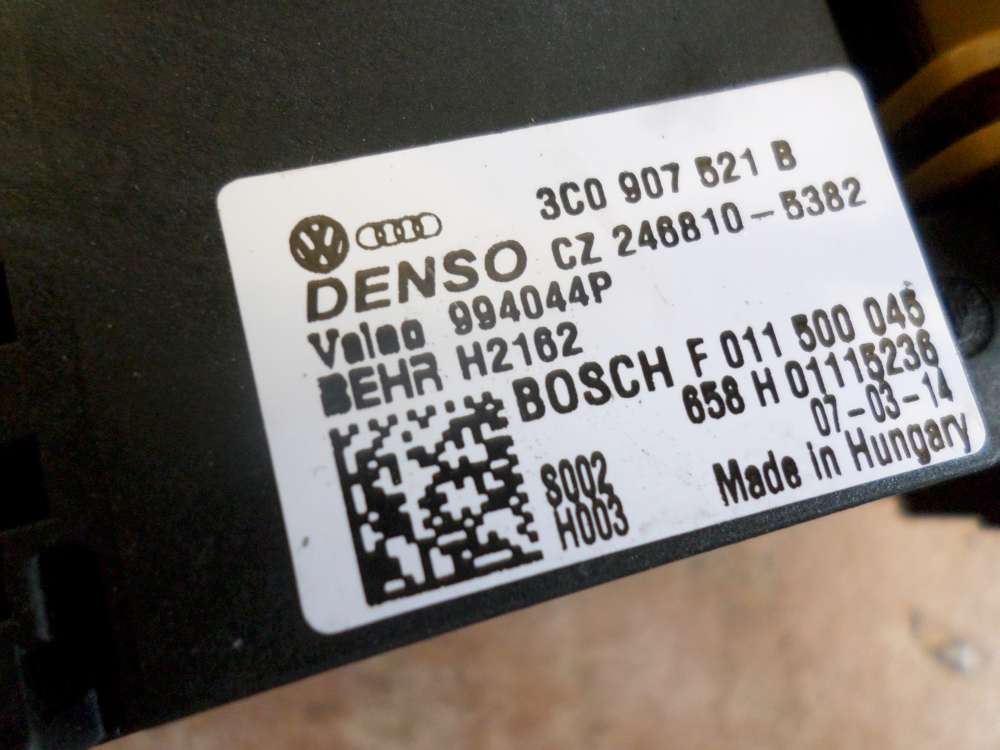 3C0 907 521 B
DENSO CZ 246810-5382
Valeo 994044P
BEHR H2162
BOSCH F 011 500 045
658 H 01115236
07-03-14
S002
H003
Made in Hungary